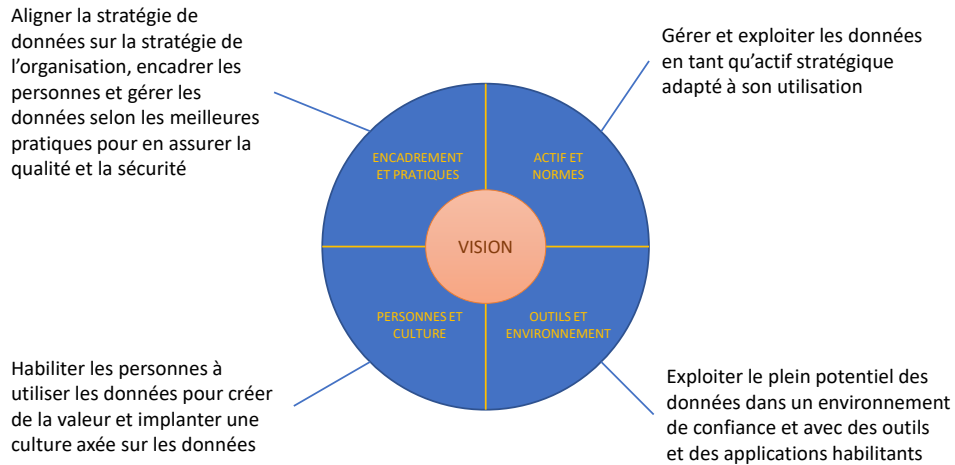 Aligner la stratégie de
données sur la stratégie de
l’organisation, encadrer les
personnes et gérer les
données selon les meilleures
pratiques pour en assurer la
qualité et la sécurité
Gérer et exploiter les données
en tant qu’actif stratégique
adapté à son utilisation
ENCADREMENT
ET PRATIQUES
ACTIF ET
NORMES
VISION
PERSONNES ET
CULTURE
OUTILS ET
ENVIRONNEMENT
Habiliter les personnes à
utiliser les données pour créer
de la valeur et implanter une
culture axée sur les données
Exploiter le plein potentiel des
données dans un environnement
de confiance et avec des outils
et des applications habilitants